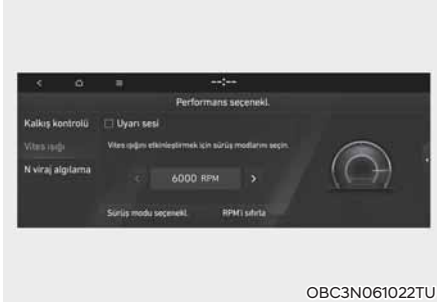 --:--
Performans seçenekl.
Kalkış kontrolü
Uyarı sesi
Vites ışığı
Vites ışığını etkinleştirmek için sürüş modlarını seçin.
N viraj algılama
6000 RPM
Sürüş modu seçenekl.
RPM'i sıfırla
OBC3N061022TU